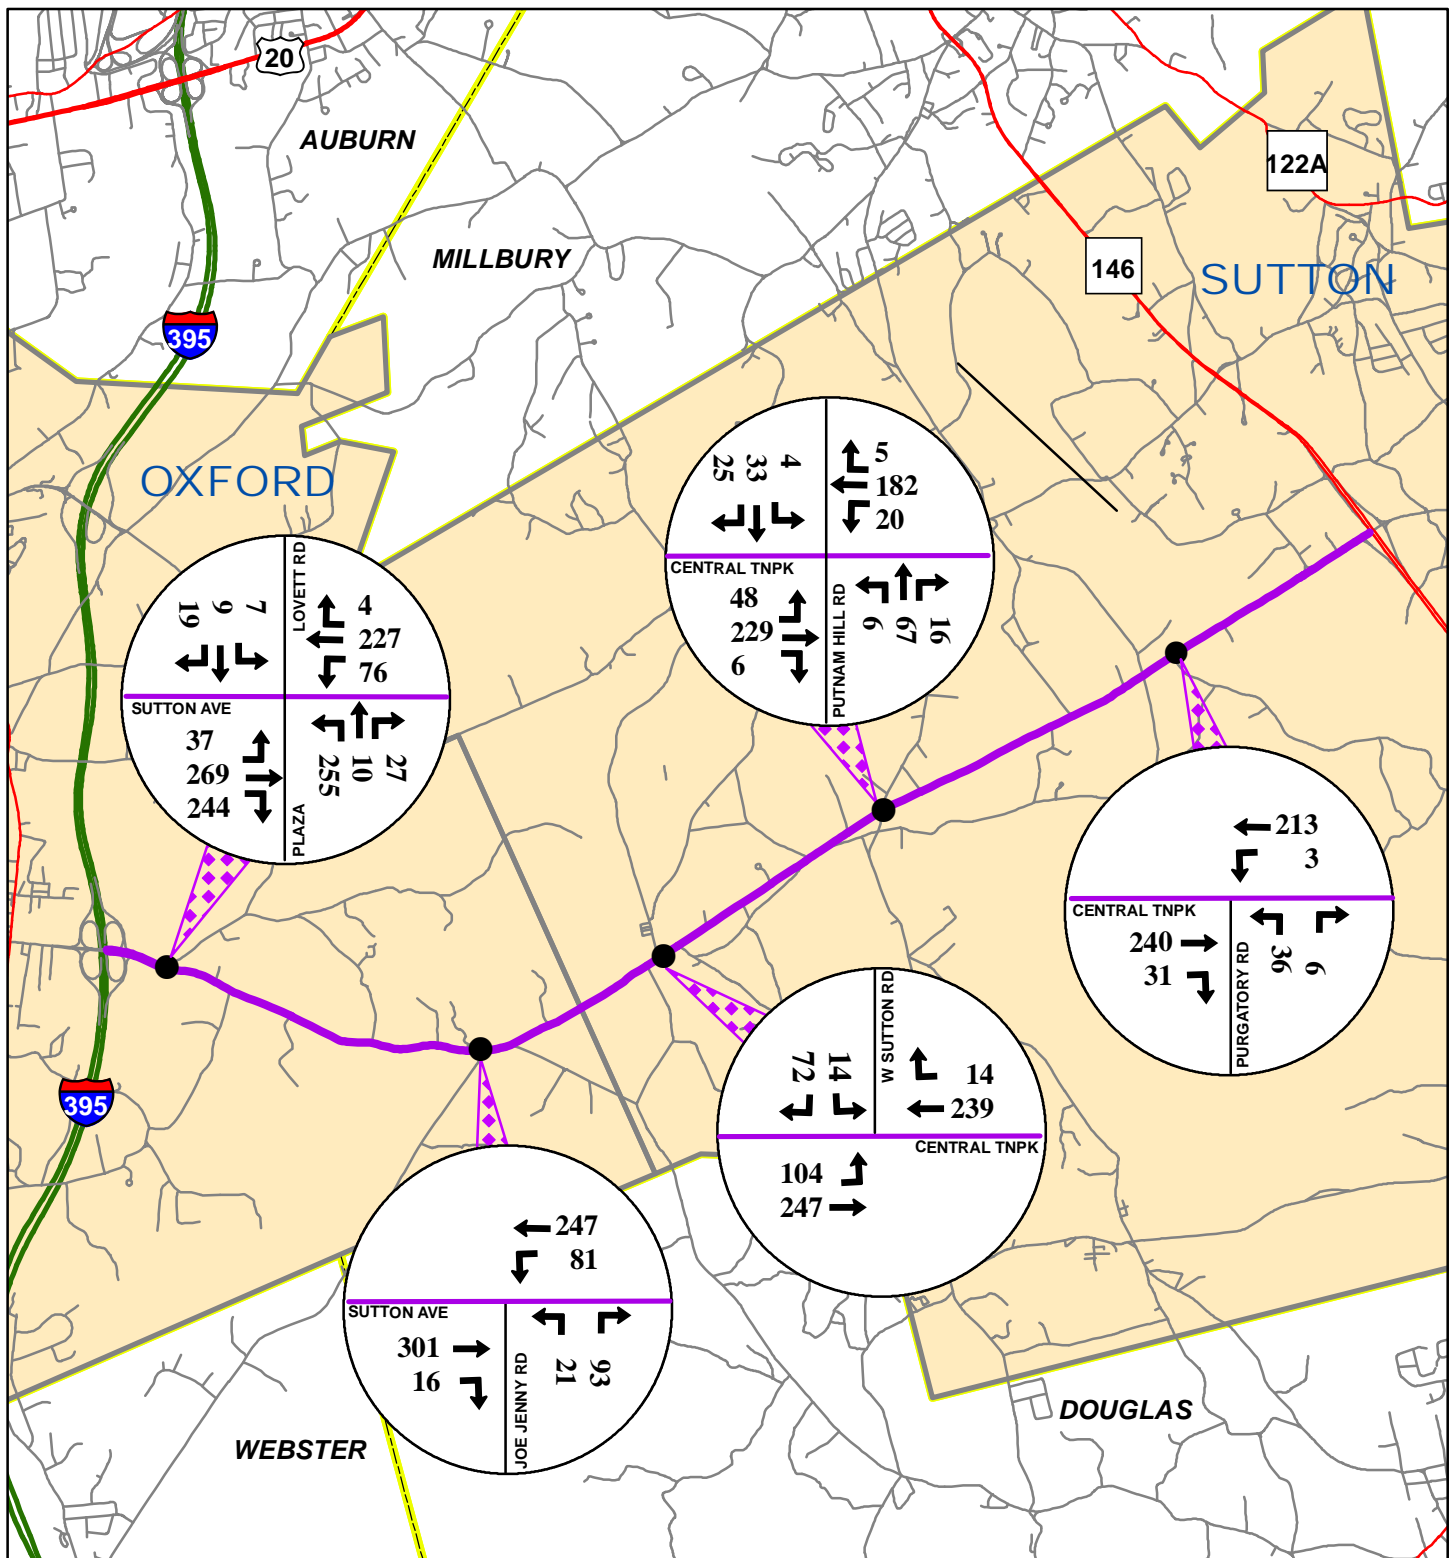 20
AUBURN
122A
MILLBURY
146
SUTTON
395
OXFORD
4
33
25
5
182
20
CENTRAL TNPK
48
229
6
PUTNAM HILL RD
6
67
16
7
9
19
LOVETT RD
4
227
76
SUTTON AVE
37
269
244
PLAZA
255
10
27
213
3
CENTRAL TNPK
240
31
PURGATORY RD
36
6
72
14
W SUTTON RD
14
239
CENTRAL TNPK
104
247
395
247
81
SUTTON AVE
301
16
JOE JENNY RD
21
93
DOUGLAS
WEBSTER